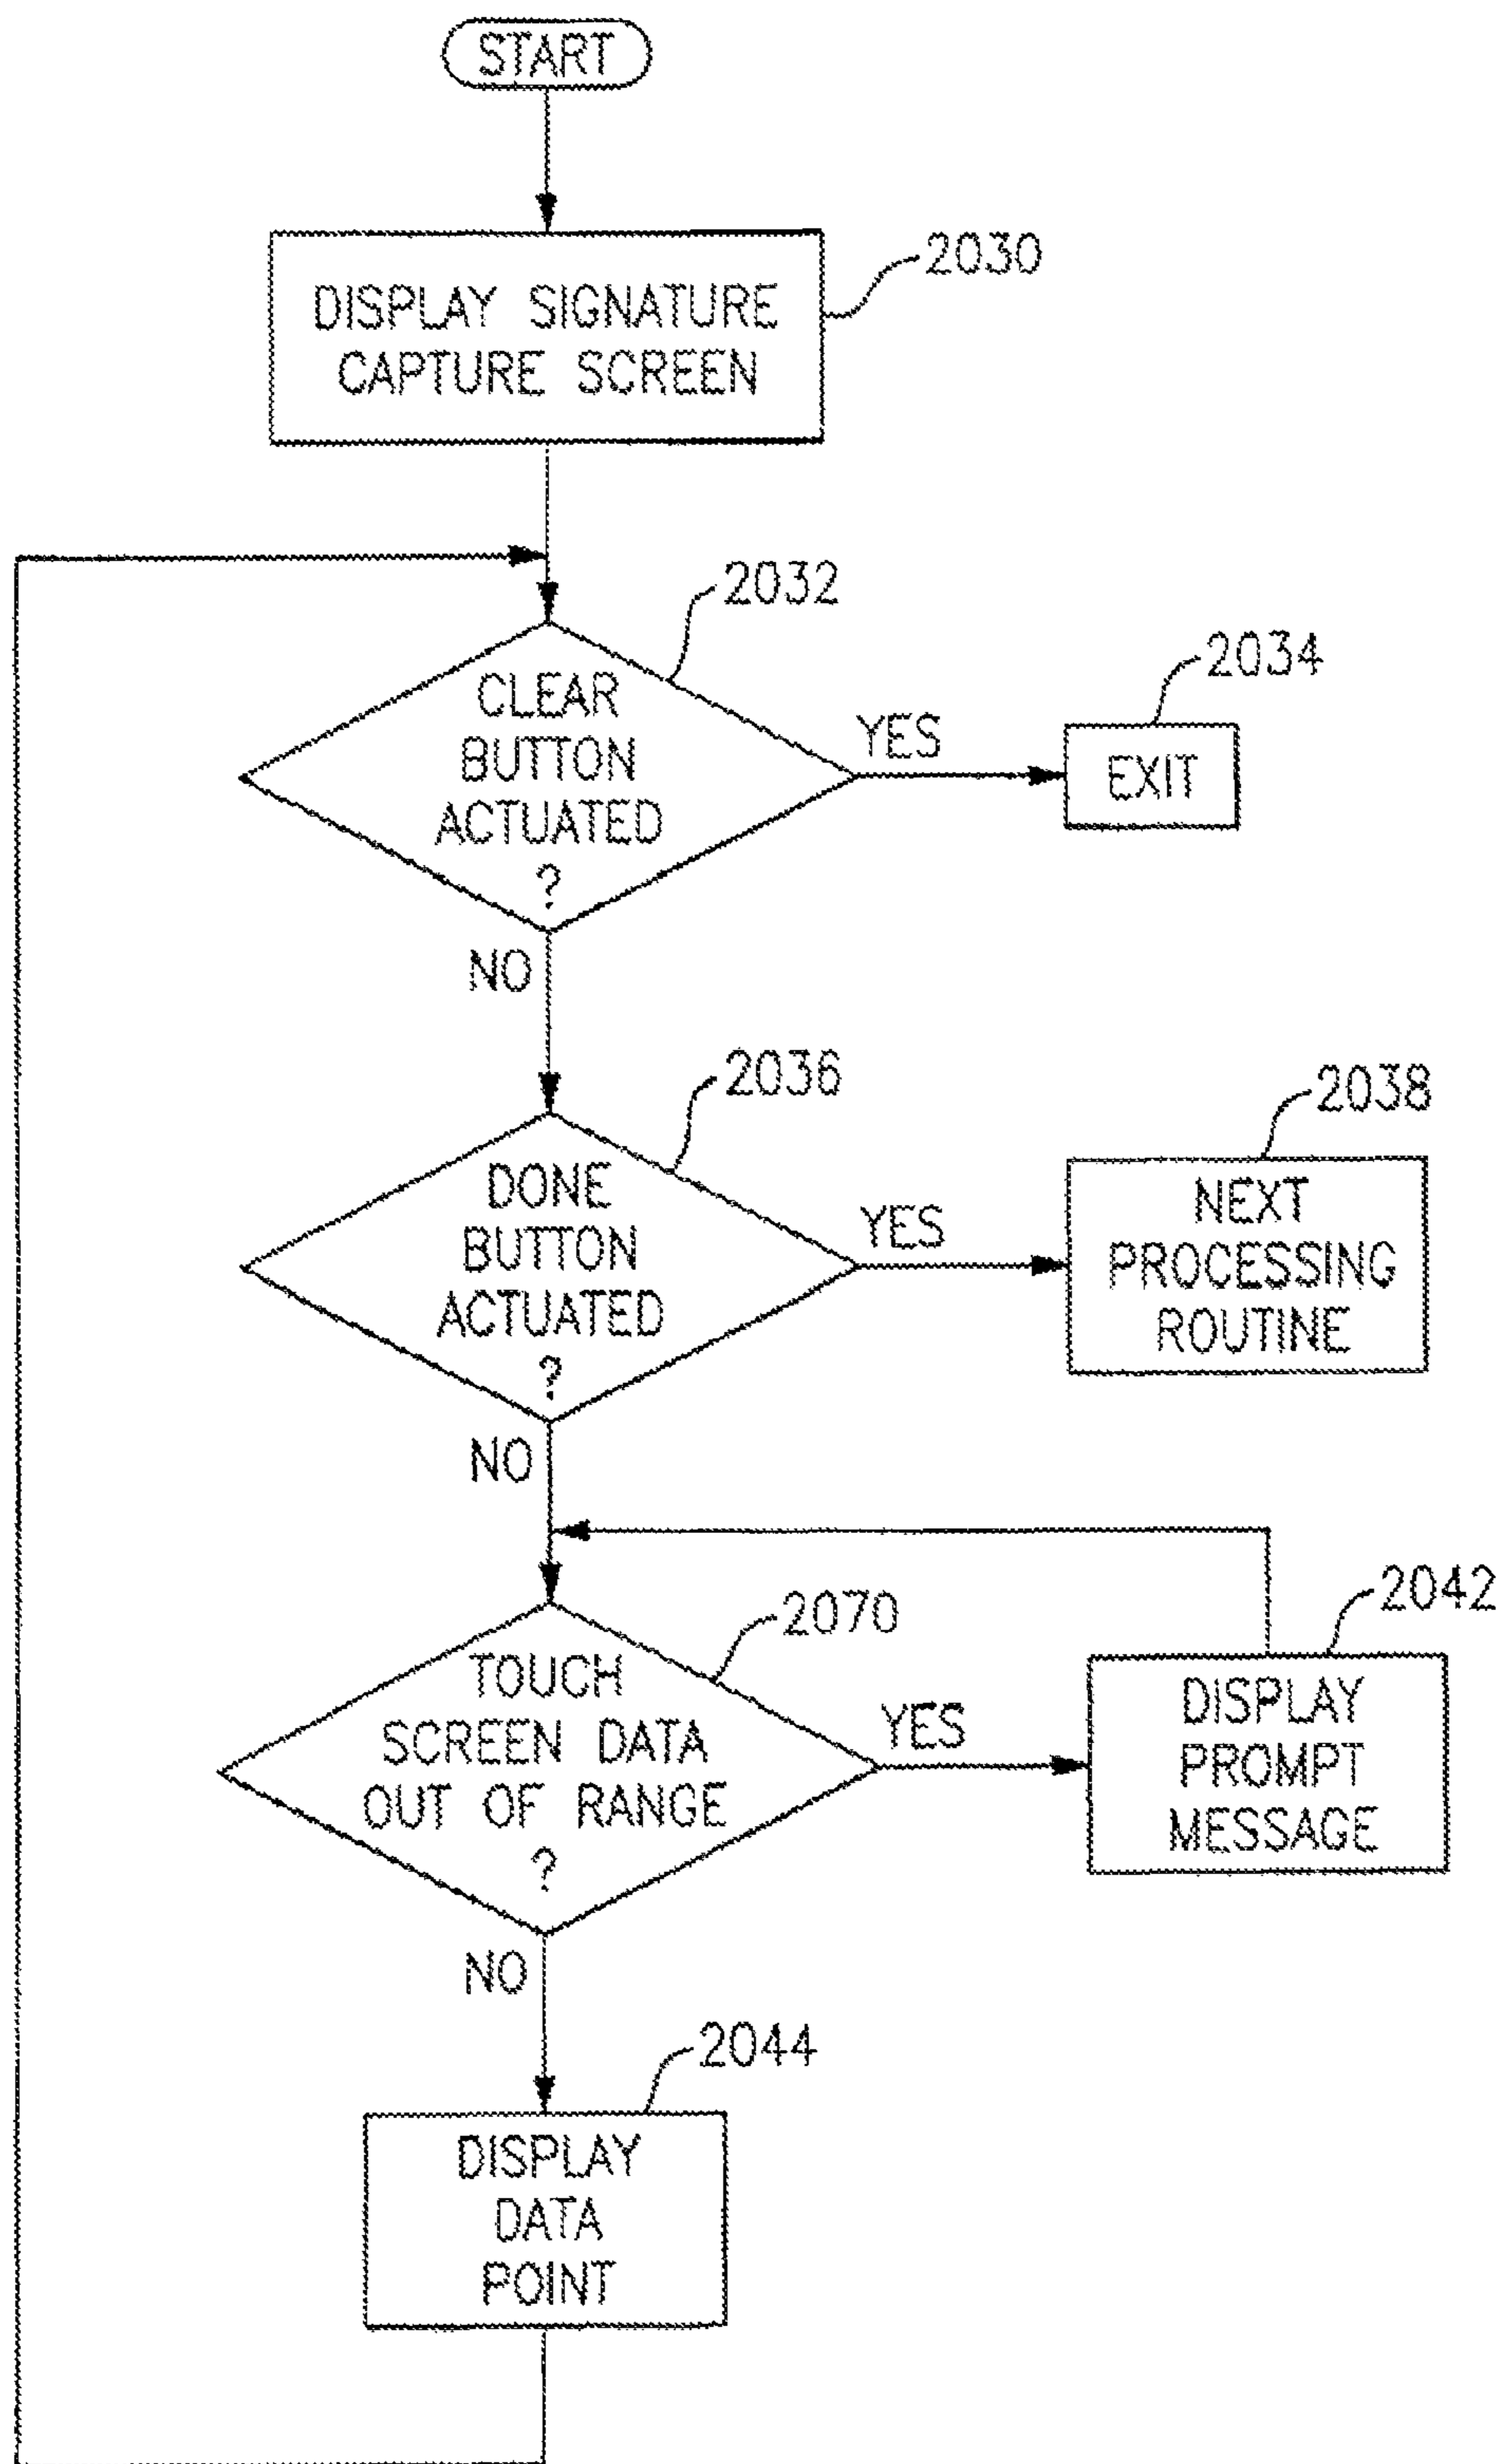 START
2030
DISPLAY SIGNATURE
CAPTURE SCREEN
2032
CLEAR
BUTTON
ACTUATED
?
YES
2034
EXIT
NO
2036
DONE
BUTTON
ACTUATED
?
YES
2038
NEXT
PROCESSING
ROUTINE
NO
2070
TOUCH
SCREEN DATA
OUT OF RANGE
?
YES
2042
DISPLAY
PROMPT
MESSAGE
NO
2044
DISPLAY
DATA
POINT